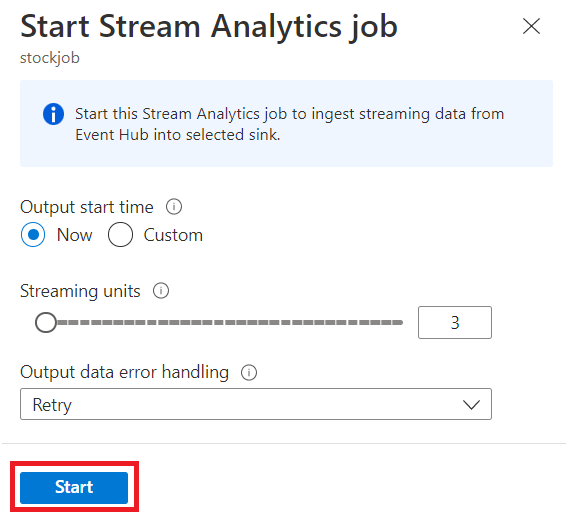 Start Stream Analytics job
stockjob
Start this Stream Analytics job to ingest streaming data from
Event Hub into selected sink.
Output start time
Now
Custom
Streaming units
3
Output data error handling
Retry
Start